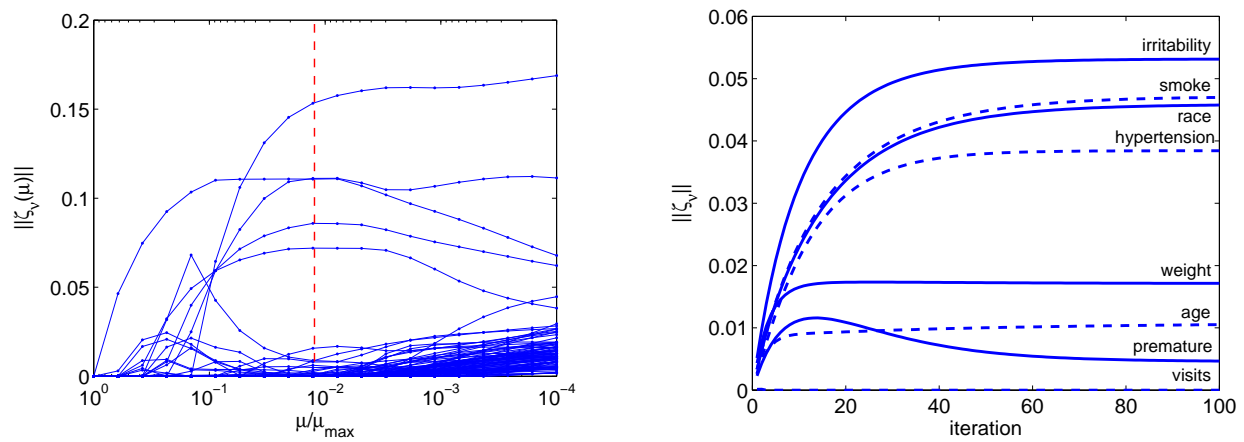 0.2
0.15
0.1
0.05
0
||ζν(μ)||
10^0
10^-1
10^-2
10^-3
10^-4
μ/μmax
0.06
0.05
0.04
0.03
0.02
0.01
0
||ζν||
irritability
smoke
race
hypertension
weight
age
premature
visits
0
20
40
60
80
100
iteration